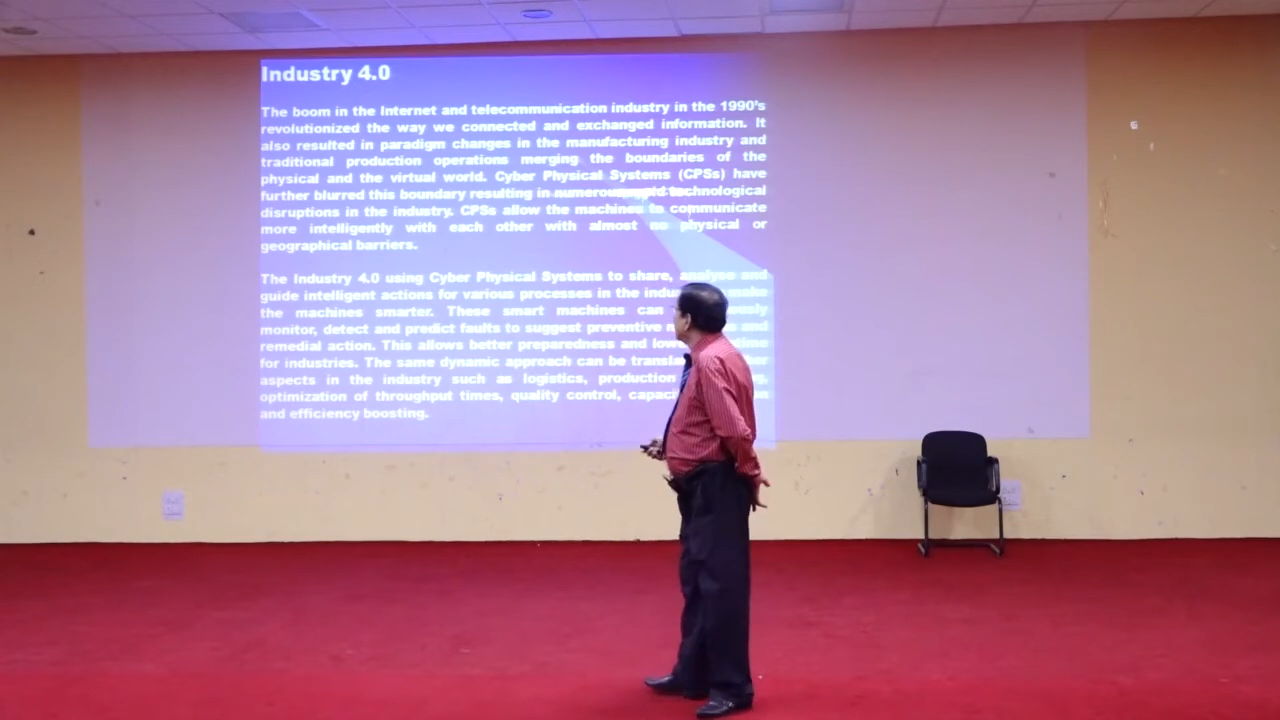 Industry 4.0
The boom in the Internet and telecommunication industry in the 1990's
revolutionized the way we connected and exchanged information. It
also resulted in paradigm changes in the manufacturing industry and
traditional production operations merging the boundaries of the
physical and the virtual world. Cyber Physical Systems (CPSs) have
further blurred this boundary resulting in numerous technological
disruptions in the industry. CPSs allow the machines to communicate
more intelligently with each other with almost no physical or
geographical barriers.
The Industry 4.0 using Cyber Physical Systems to share, analyse and
guide intelligent actions for various processes in the make
the machines smarter. These smart machines can
monitor, detect and predict faults to suggest preventive and
remedial action. This allows better preparedness and
for industries. The same dynamic approach can be
aspects in the industry such as logistics, production
optimization of throughput times, quality control,
and efficiency boosting.